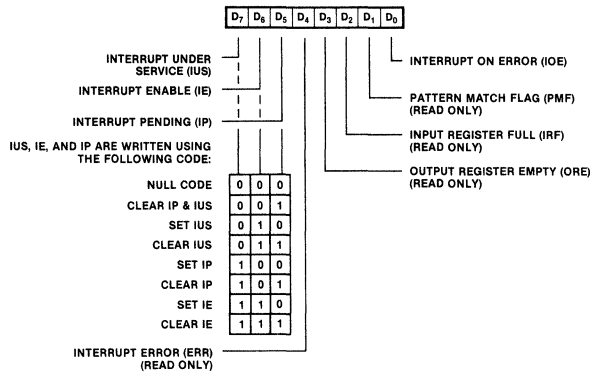 D7 D6 D5 D4 D3 D2 D1 D0
INTERRUPT UNDER
SERVICE (IUS)
INTERRUPT ENABLE (IE)
INTERRUPT PENDING (IP)
IUS, IE, AND IP ARE WRITTEN USING
THE FOLLOWING CODE:
NULL CODE 0 0 0
CLEAR IP & IUS 0 0 1
SET IUS 0 1 0
CLEAR IUS 0 1 1
SET IP 1 0 0
CLEAR IP 1 0 1
SET IE 1 1 0
CLEAR IE 1 1 1
INTERRUPT ERROR (ERR)
(READ ONLY)
INTERRUPT ON ERROR (IOE)
PATTERN MATCH FLAG (PMF)
(READ ONLY)
INPUT REGISTER FULL (IRF)
(READ ONLY)
OUTPUT REGISTER EMPTY (ORE)
(READ ONLY)